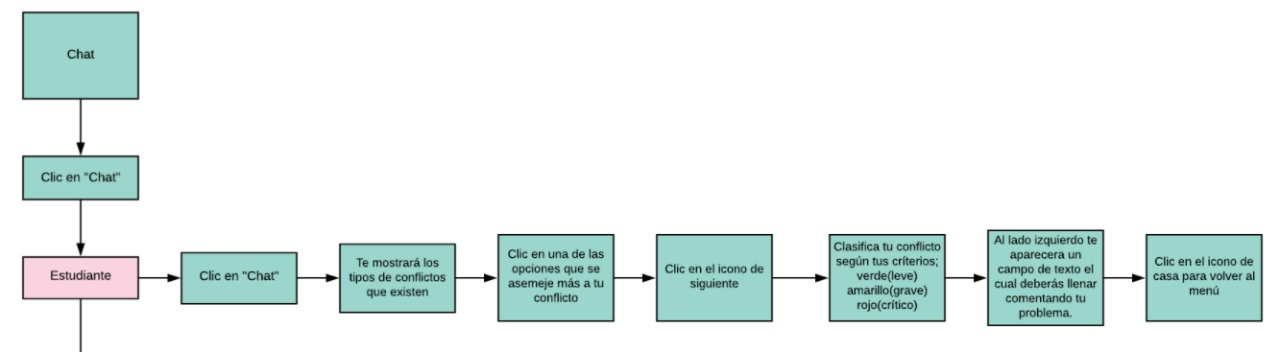 Chat
Clic en "Chat"
Estudiante
Clic en "Chat"
Te mostrará los
tipos de conflictos
que existen
Clic en una de las
opciones que se
asemeje más a tu
conflicto
Clic en el icono de
siguiente
Clasifica tu conflicto
según tus críterios;
verde(leve)
amarillo(grave)
rojo(crítico)
Al lado izquierdo te
aparecera un
campo de texto el
cual deberás llenar
comentando tu
problema.
Clic en el icono de
casa para volver al
menú